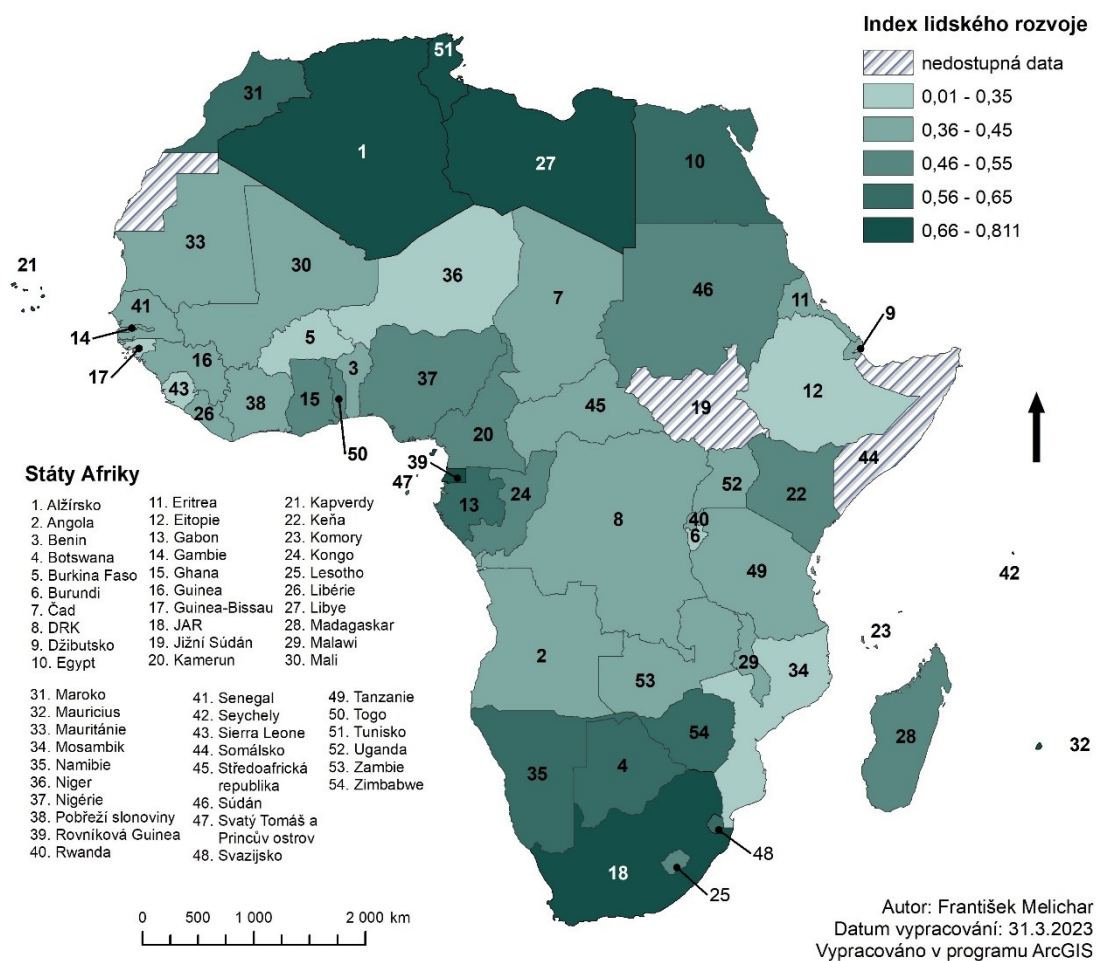 Index lidského rozvoje
nedostupná data
0,01 - 0,35
0,36 - 0,45
0,46 - 0,55
0,56 - 0,65
0,66 - 0,811
51
31
1
27
10
33
30
36
7
46
11
9
21
41
14
17
16
5
3
43
26
38
15
50
37
20
45
19
12
44
39
47
13
24
8
52
22
40
6
49
42
23
2
53
29
34
28
32
54
35
4
18
48
25
Státy Afriky
1. Alžírsko
2. Angola
3. Benin
4. Botswana
5. Burkina Faso
6. Burundi
7. Čad
8. DRK
9. Džibutsko
10. Egypt
11. Eritrea
12. Eitopie
13. Gabon
14. Gambie
15. Ghana
16. Guinea
17. Guinea-Bissau
18. JAR
19. Jižní Súdán
20. Kamerun
21. Kapverdy
22. Keňa
23. Komory
24. Kongo
25. Lesotho
26. Libérie
27. Libye
28. Madagaskar
29. Malawi
30. Mali
31. Maroko
32. Mauricius
33. Mauritánie
34. Mosambik
35. Namibie
36. Niger
37. Nigérie
38. Pobřeží slonoviny
39. Rovníková Guinea
40. Rwanda
41. Senegal
42. Seychely
43. Sierra Leone
44. Somálsko
45. Středoafrická
republika
46. Súdán
47. Svatý Tomáš a
Princův ostrov
48. Svazijsko
49. Tanzanie
50. Togo
51. Tunisko
52. Uganda
53. Zambie
54. Zimbabwe
0 500 1 000 2 000 km
Autor: František Melichar
Datum vypracování: 31.3.2023
Vypracováno v programu ArcGIS